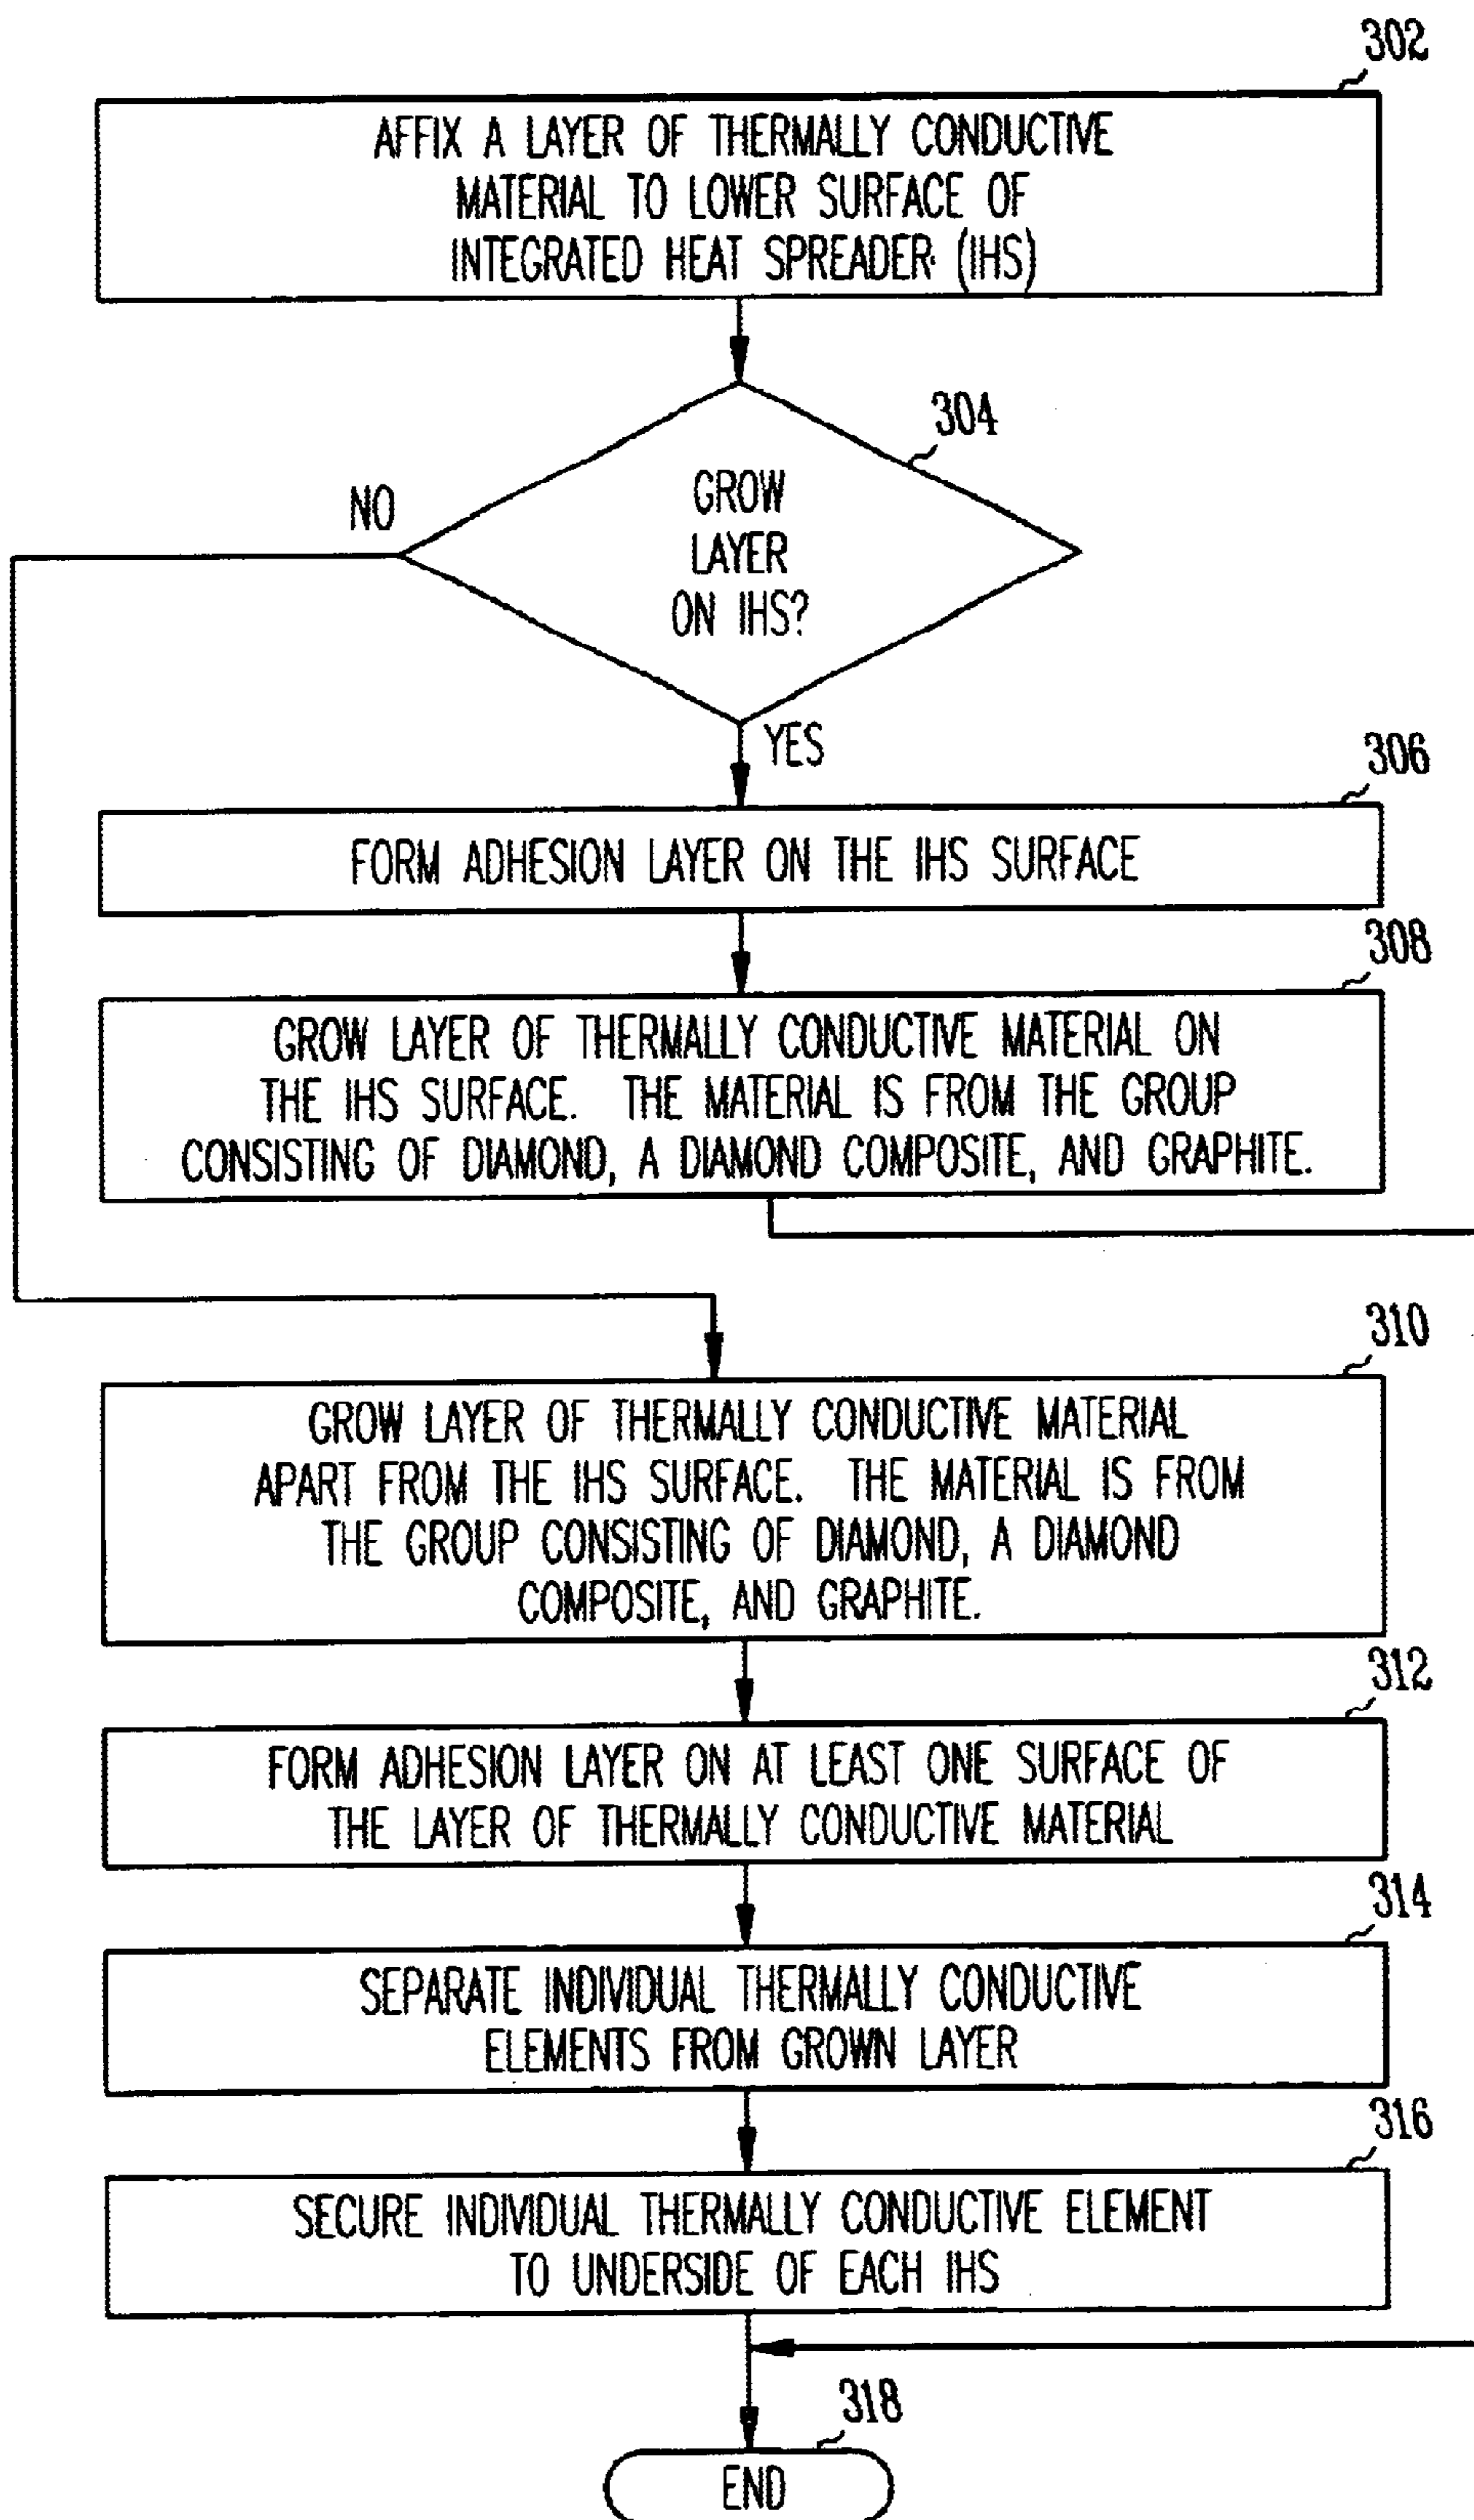 302
AFFIX A LAYER OF THERMALLY CONDUCTIVE
MATERIAL TO LOWER SURFACE OF
INTEGRATED HEAT SPREADER (IHS)
304
NO
GROW
LAYER
ON IHS?
YES
306
FORM ADHESION LAYER ON THE IHS SURFACE
308
GROW LAYER OF THERMALLY CONDUCTIVE MATERIAL ON
THE IHS SURFACE. THE MATERIAL IS FROM THE GROUP
CONSISTING OF DIAMOND, A DIAMOND COMPOSITE, AND GRAPHITE.
310
GROW LAYER OF THERMALLY CONDUCTIVE MATERIAL
APART FROM THE IHS SURFACE. THE MATERIAL IS FROM
THE GROUP CONSISTING OF DIAMOND, A DIAMOND
COMPOSITE, AND GRAPHITE.
312
FORM ADHESION LAYER ON AT LEAST ONE SURFACE OF
THE LAYER OF THERMALLY CONDUCTIVE MATERIAL
314
SEPARATE INDIVIDUAL THERMALLY CONDUCTIVE
ELEMENTS FROM GROWN LAYER
316
SECURE INDIVIDUAL THERMALLY CONDUCTIVE ELEMENT
TO UNDERSIDE OF EACH IHS
318
END